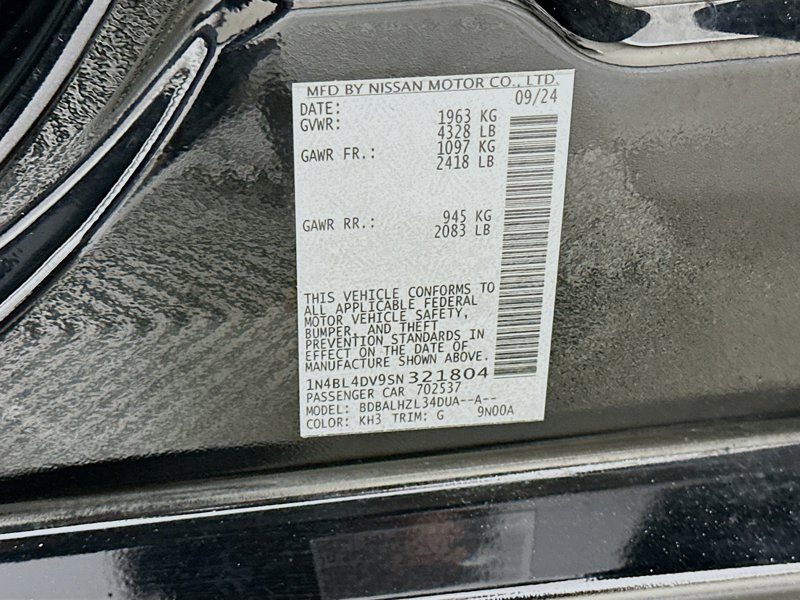 MFD BY NISSAN MOTOR CO., LTD.
DATE: 09/24
GVWR: 1963 KG
4328 LB
GAWR FR.: 1097 KG
2418 LB
GAWR RR.: 945 KG
2083 LB
THIS VEHICLE CONFORMS TO
ALL APPLICABLE FEDERAL
MOTOR VEHICLE SAFETY,
BUMPER, AND THEFT
PREVENTION STANDARDS IN
EFFECT ON THE DATE OF
MANUFACTURE SHOWN ABOVE.
1N4BL4DV9SN 321804
PASSENGER CAR 702537
MODEL: BDBALHZL34DUA--A--
COLOR: KH3 TRIM: G 9N00A